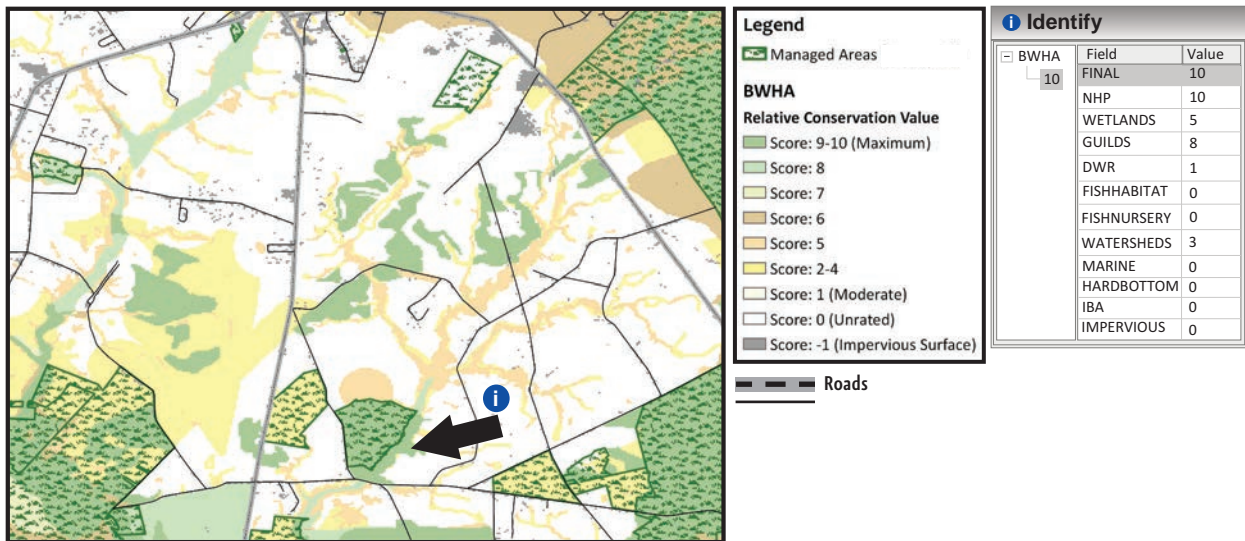 Legend
Managed Areas
BWHA
Relative Conservation Value
Score: 9-10 (Maximum)
Score: 8
Score: 7
Score: 6
Score: 5
Score: 2-4
Score: 1 (Moderate)
Score: 0 (Unrated)
Score: -1 (Impervious Surface)
Roads
i Identify
BWHA
10
Field Value
FINAL 10
NHP 10
WETLANDS 5
GUILDS 8
DWR 1
FISHHABITAT 0
FISHNURSERY 0
WATERSHEDS 3
MARINE 0
HARDBOTTOM 0
IBA 0
IMPERVIOUS 0
i